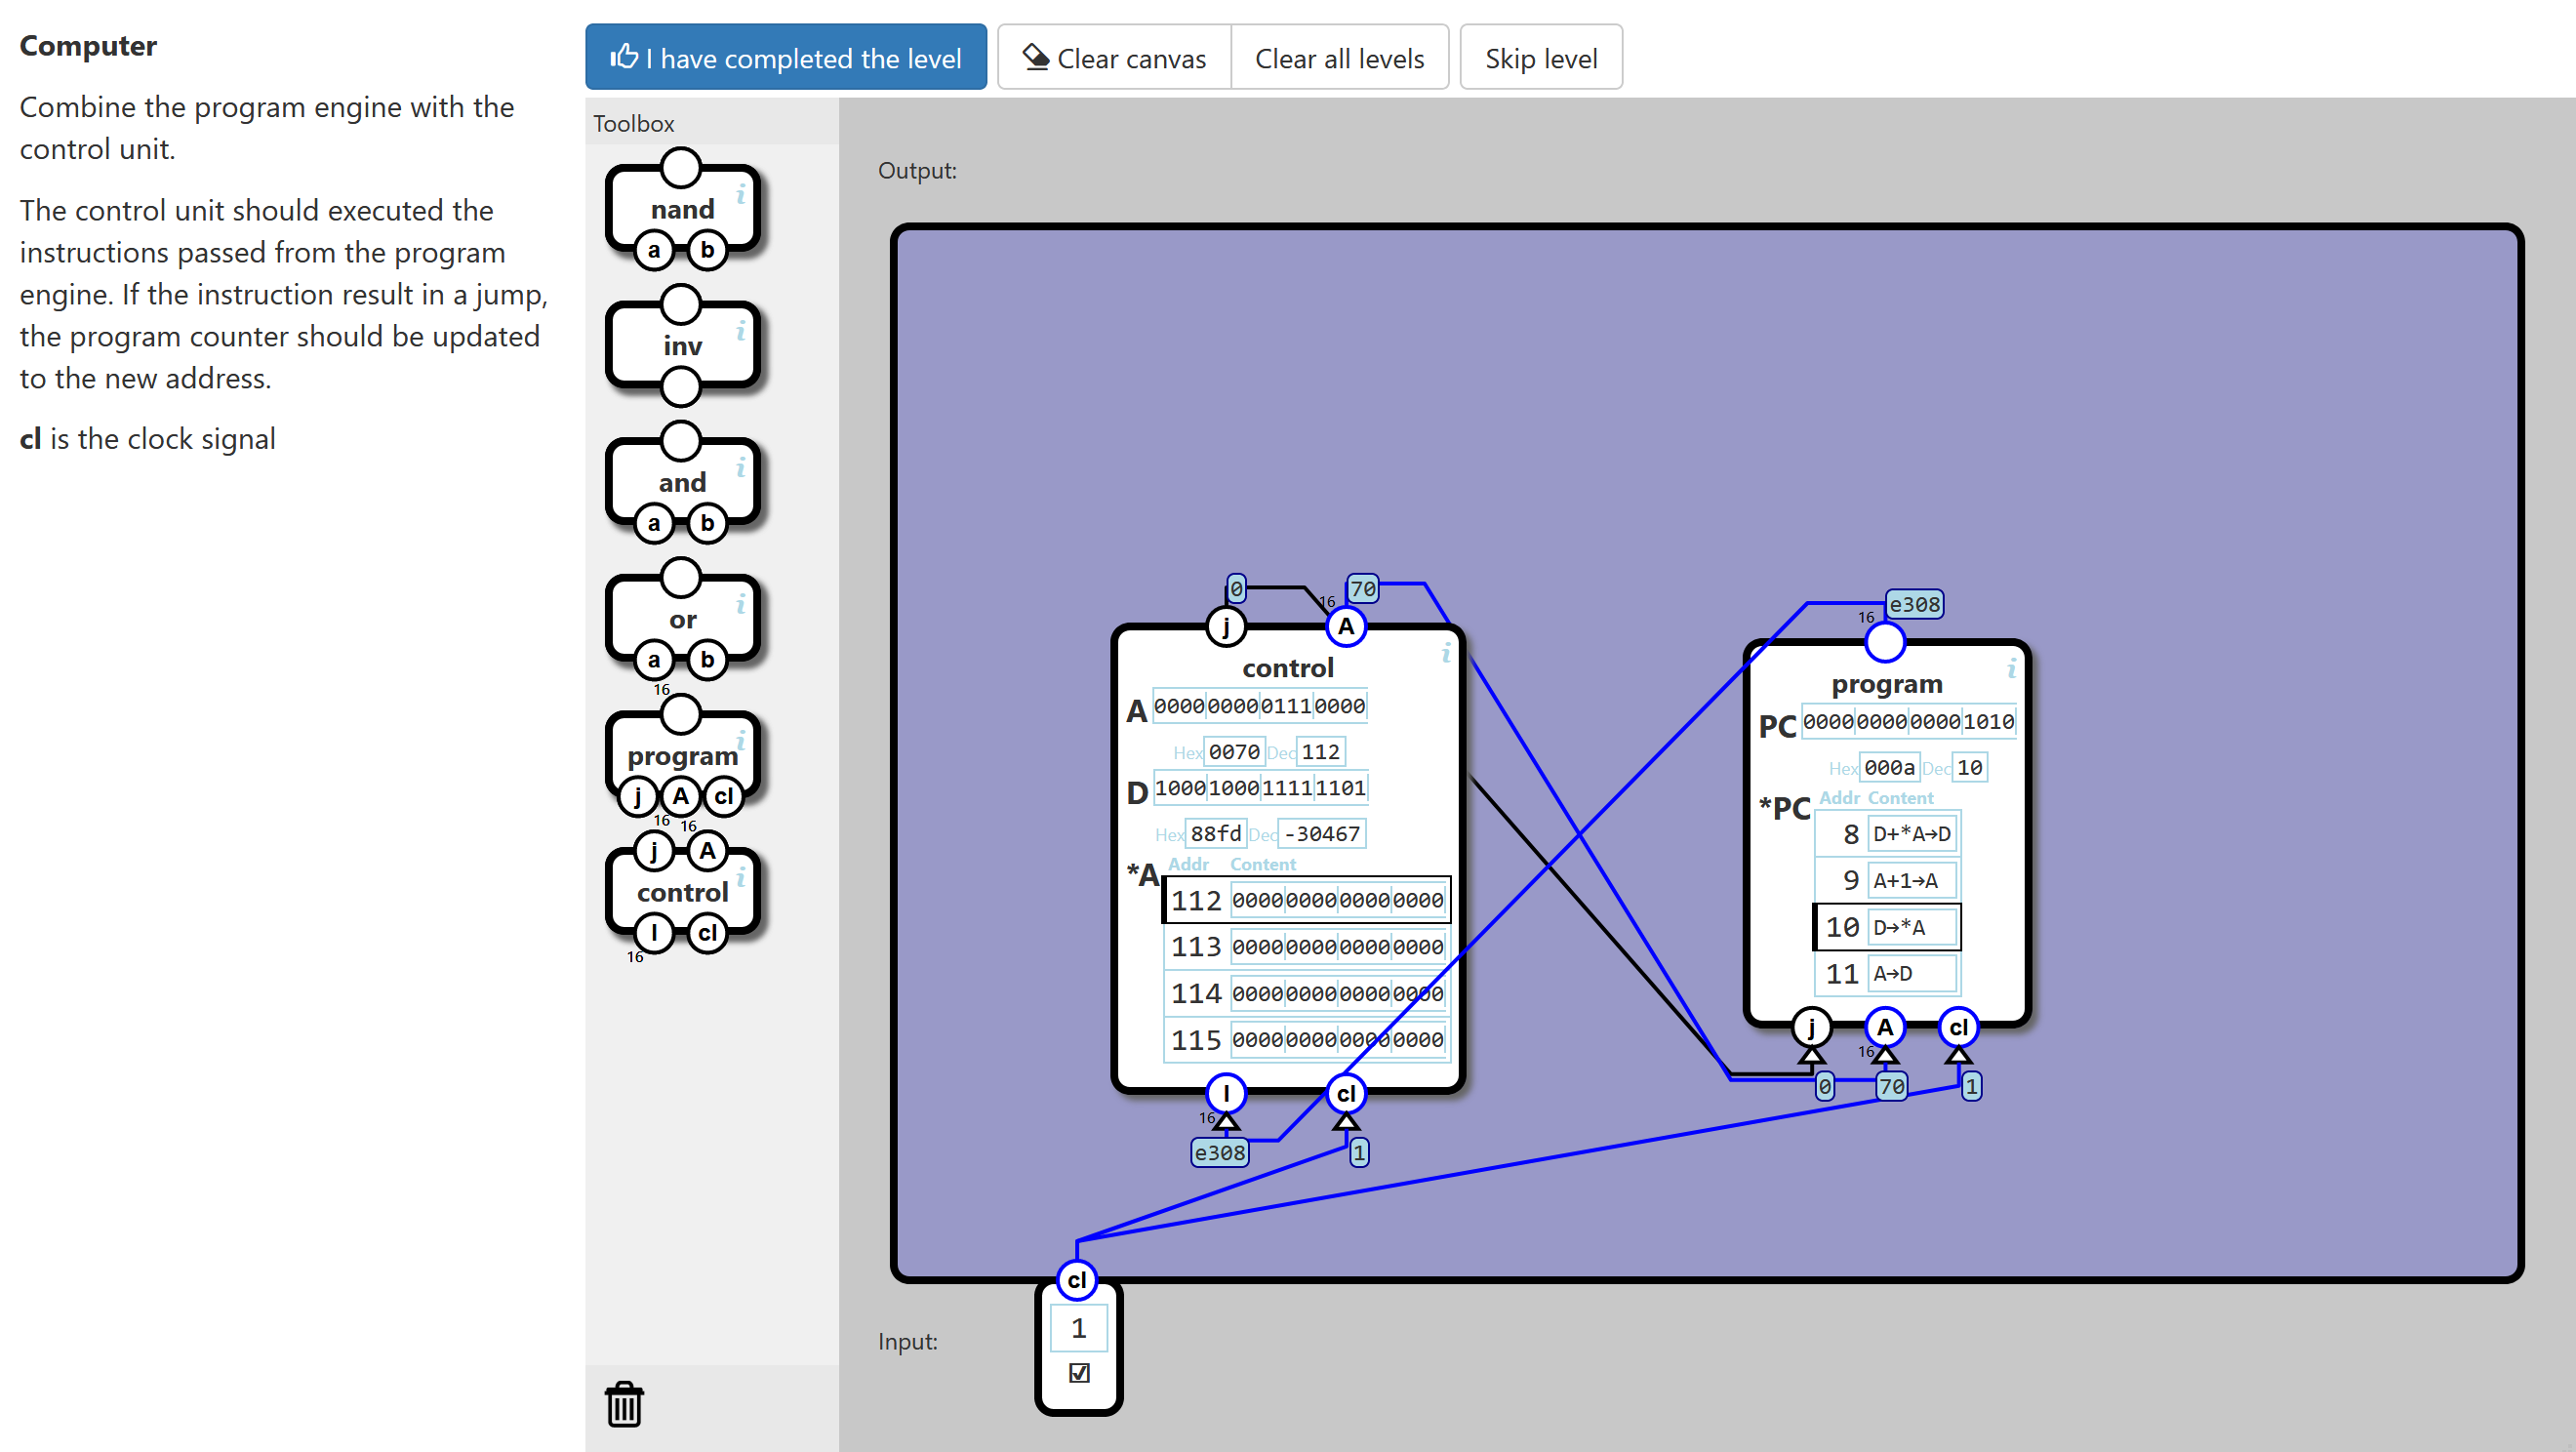 Computer
Combine the program engine with the
control unit.
The control unit should executed the
instructions passed from the program
engine. If the instruction result in a jump,
the program counter should be updated
to the new address.
cl is the clock signal
I have completed the level
Clear canvas
Clear all levels
Skip level
Toolbox
nand
i
a b
inv
i
and
i
a b
or
i
a b
16
program
i
j A cl
16 16
j A
control
i
I cl
16
Output:
0
16
70
j A
control
i
A 0000 0000 0111 0000
Hex 0070 Dec 112
D 1000 1000 1111 1101
Hex 88fd Dec -30467
*A Addr Content
112 0000 0000 0000 0000
113 0000 0000 0000 0000
114 0000 0000 0000 0000
115 0000 0000 0000 0000
I cl
16
e308
1
16
e308
program
i
PC 0000 0000 0000 1010
Hex 000a Dec 10
*PC Addr Content
8 D+*A→D
9 A+1→A
10 D→*A
11 A→D
j A cl
16
0 70 1
cl
1
Input: